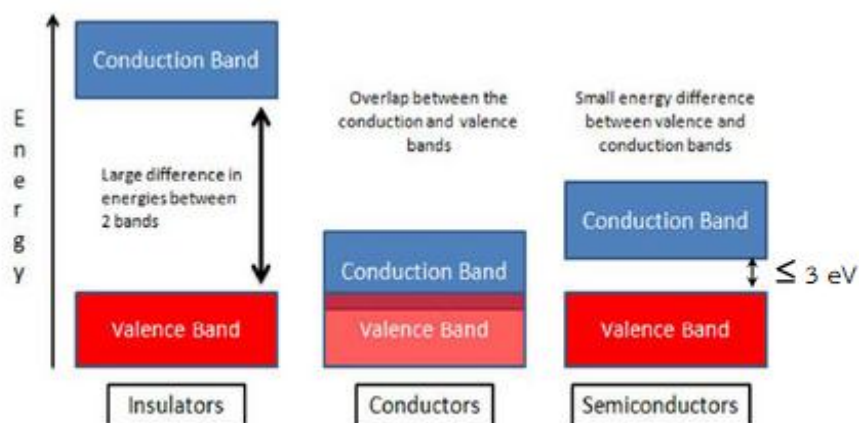 Energy
Conduction Band
Large difference in
energies between
2 bands
Valence Band
Insulators
Overlap between the
conduction and valence
bands
Conduction Band
Valence Band
Conductors
Small energy difference
between valence and
conduction bands
Conduction Band
≤ 3 eV
Valence Band
Semiconductors